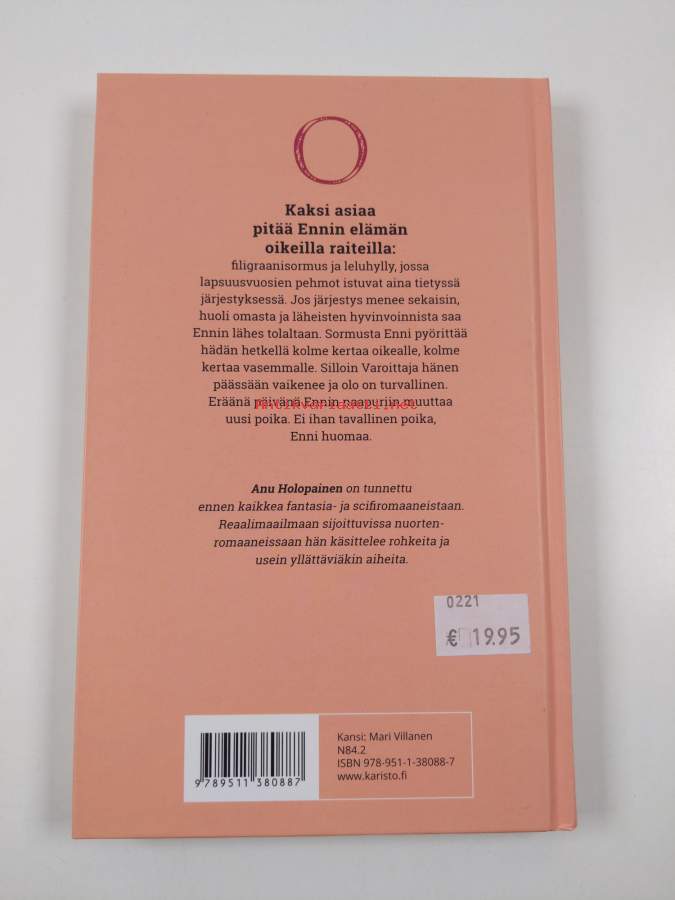 Kaksi asiaa
pitää Ennin elämän
oikeilla raiteilla:
filigraanisormus ja leluhylly, jossa
lapsuusvuosien pehmot istuvat aina tietyssä
järjestyksessä. Jos järjestys menee sekaisin,
huoli omasta ja läheisten hyvinvoinnista saa
Ennin lähes tolaltaan. Sormusta Enni pyörittää
hädän hetkellä kolme kertaa oikealle, kolme
kertaa vasemmalle. Silloin Varoittaja hänen
päässään vaikenee ja olo on turvallinen.
Eräänä päivänä Ennin naapuriin muuttaa
Antikvariaatti.net
uusi poika. Ei ihan tavallinen poika,
Enni huomaa.
Anu Holopainen on tunnettu
ennen kaikkea fantasia- ja scifiromaaneistaan.
Reaalimaailmaan sijoittuvissa nuorten-
romaaneissaan hän käsittelee rohkeita ja
usein yllättäviäkin aiheita.
0221
€ 19.95
Kansi: Mari Villanen
N84.2
ISBN 978-951-1-38088-7
www.karisto.fi
9 789511 380887